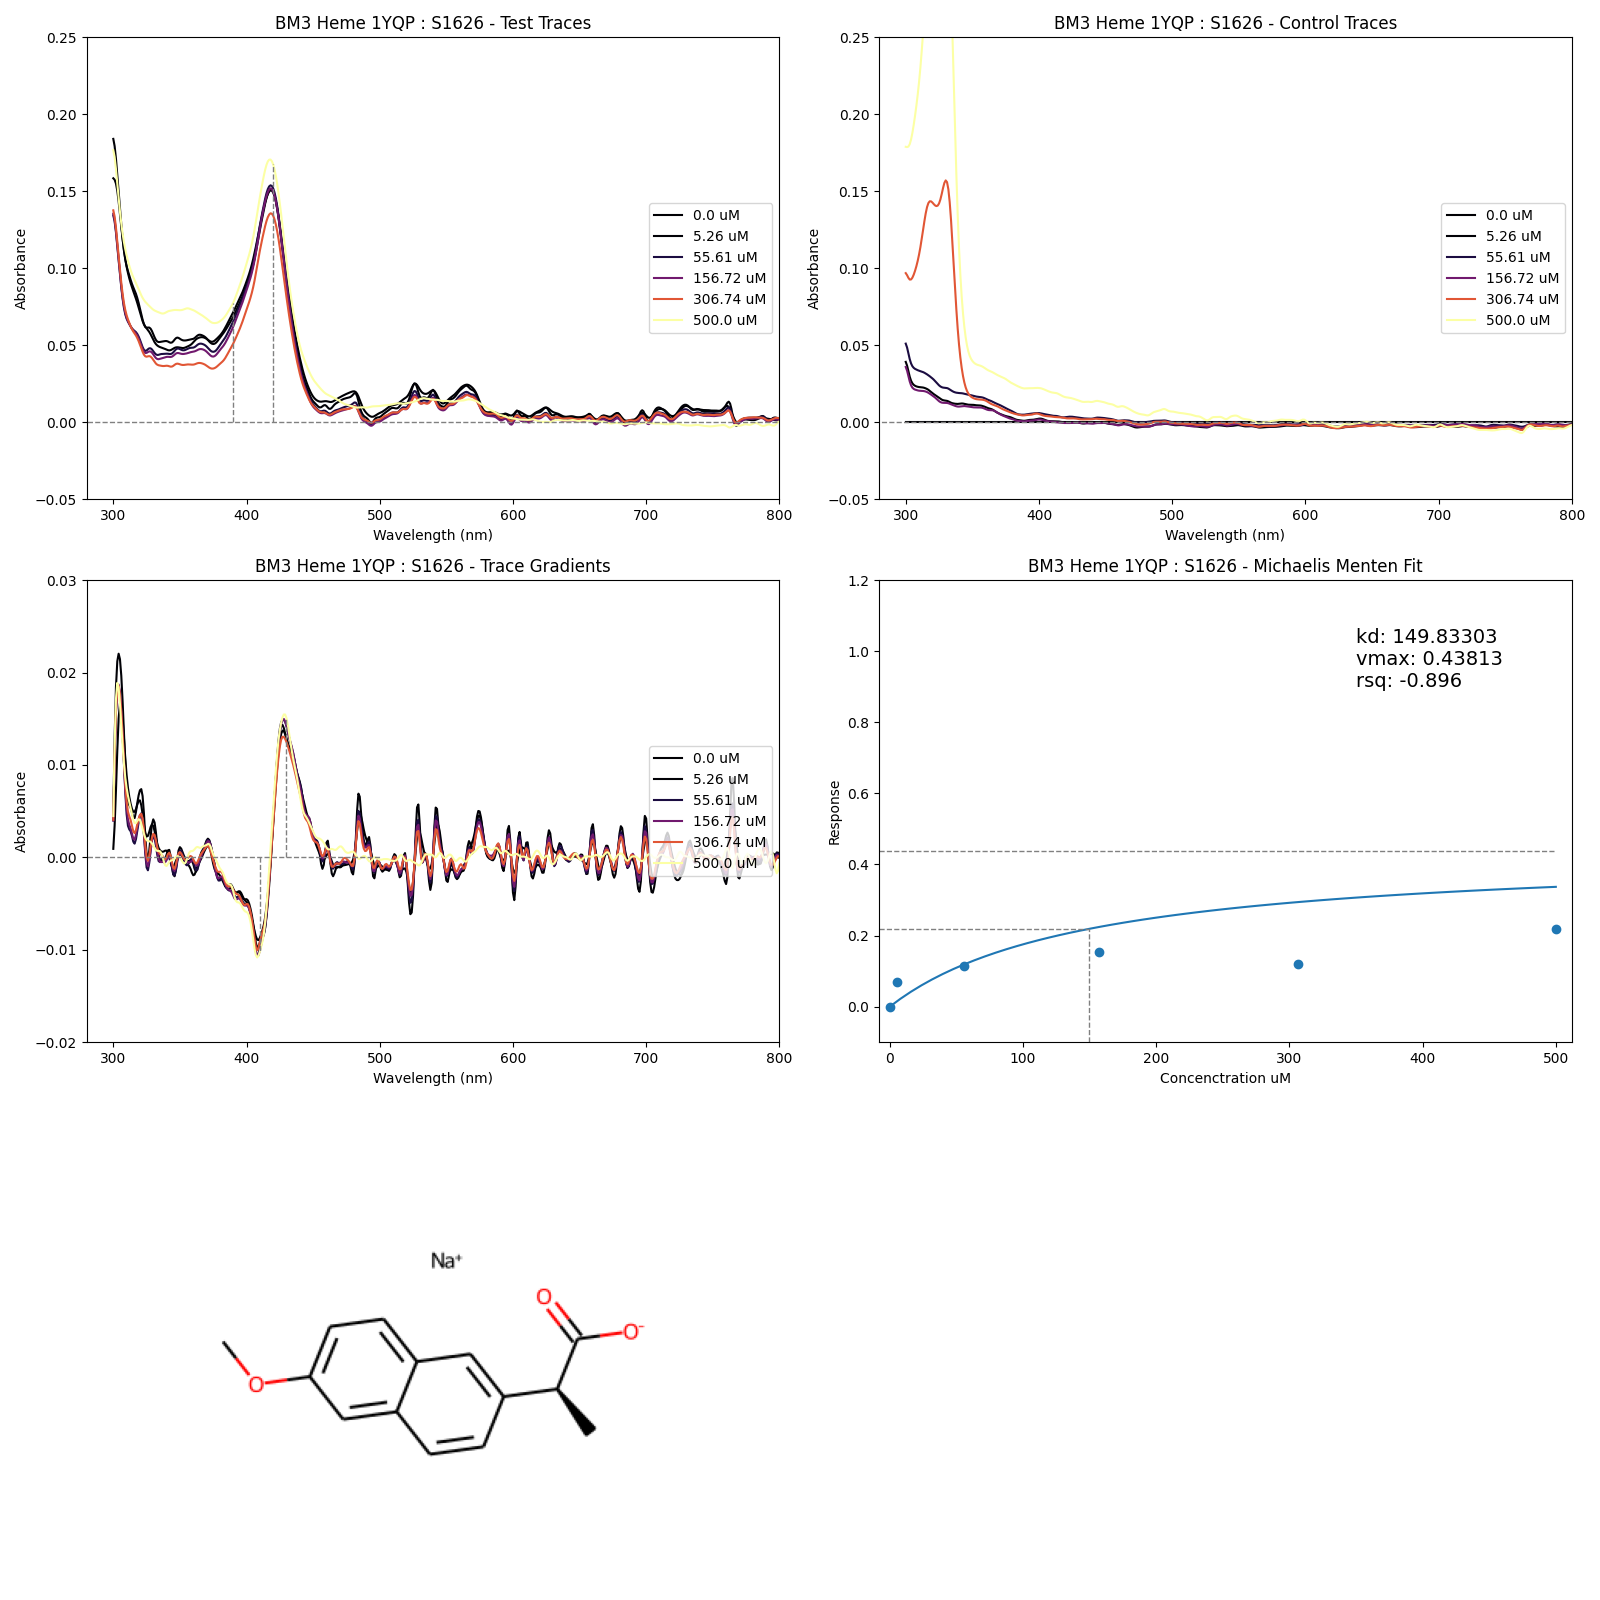 BM3 Heme 1YQP : S1626 - Test Traces
0.25
0.20
0.15
0.10
0.05
0.00
−0.05
Absorbance
300 400 500 600 700 800
Wavelength (nm)
0.0 uM
5.26 uM
55.61 uM
156.72 uM
306.74 uM
500.0 uM
BM3 Heme 1YQP : S1626 - Control Traces
0.25
0.20
0.15
0.10
0.05
0.00
−0.05
Absorbance
300 400 500 600 700 800
Wavelength (nm)
0.0 uM
5.26 uM
55.61 uM
156.72 uM
306.74 uM
500.0 uM
BM3 Heme 1YQP : S1626 - Trace Gradients
0.03
0.02
0.01
0.00
−0.01
−0.02
Absorbance
300 400 500 600 700 800
Wavelength (nm)
0.0 uM
5.26 uM
55.61 uM
156.72 uM
306.74 uM
500.0 uM
BM3 Heme 1YQP : S1626 - Michaelis Menten Fit
1.2
1.0
0.8
0.6
0.4
0.2
0.0
Response
0 100 200 300 400 500
Concenctration uM
kd: 149.83303
vmax: 0.43813
rsq: -0.896
Na⁺
O
O⁻
O